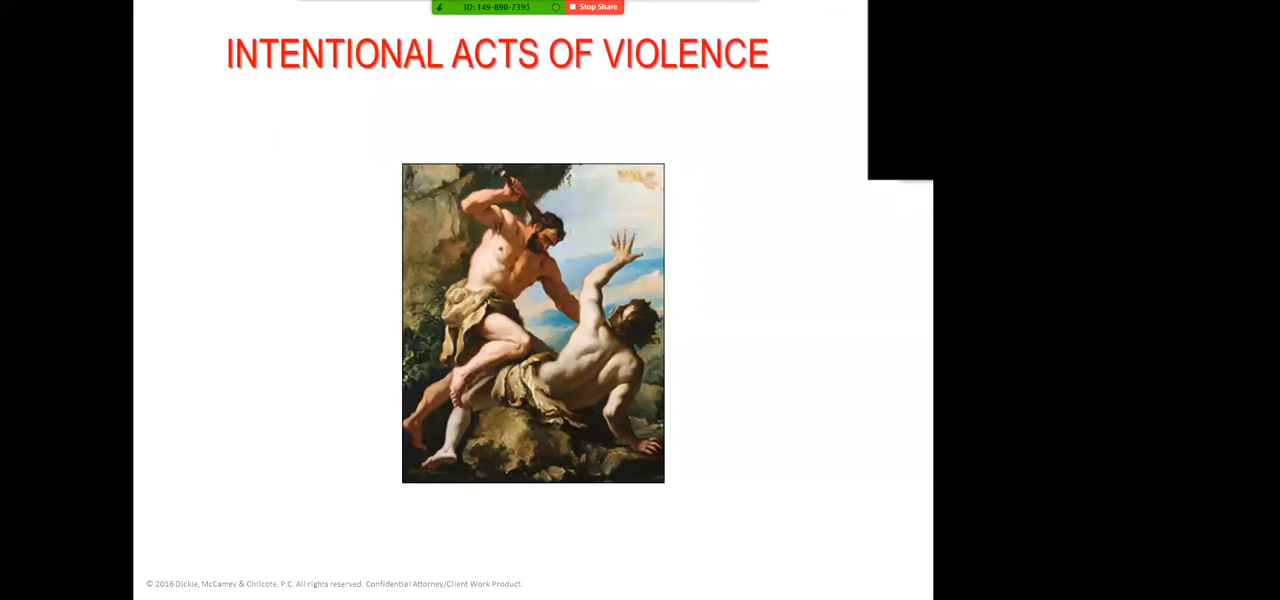 ID: 149-890-7395 Stop Share
INTENTIONAL ACTS OF VIOLENCE
© 2016 Dickie, McCamey & Chilcote, P.C. All rights reserved. Confidential Attorney/Client Work Product.